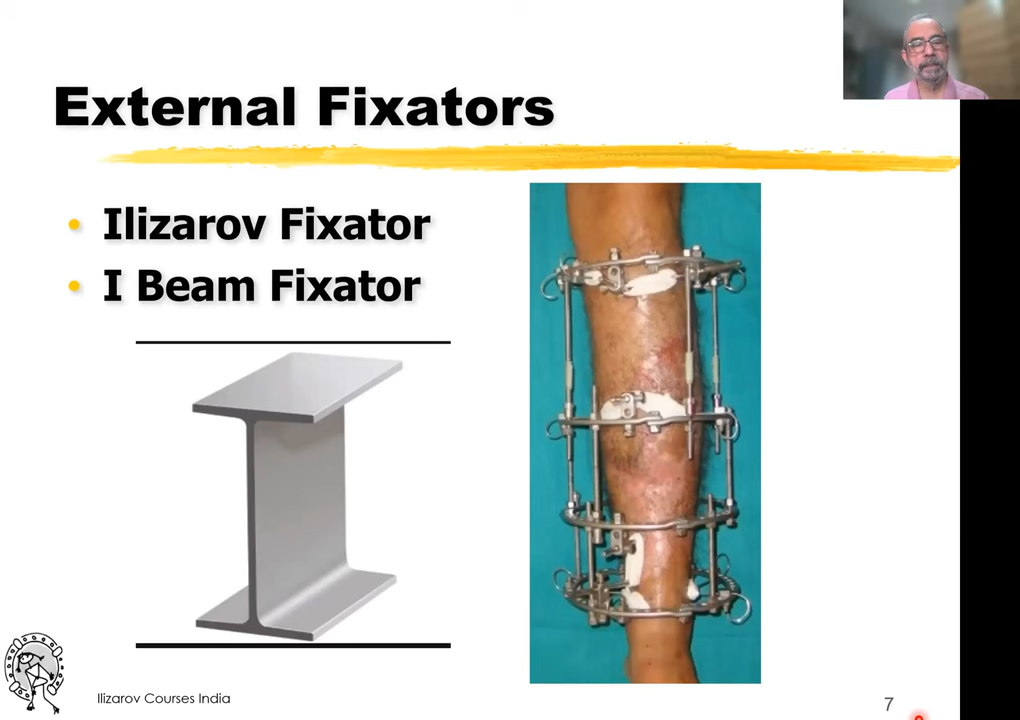 External Fixators
• Ilizarov Fixator
• I Beam Fixator
Ilizarov Courses India
7